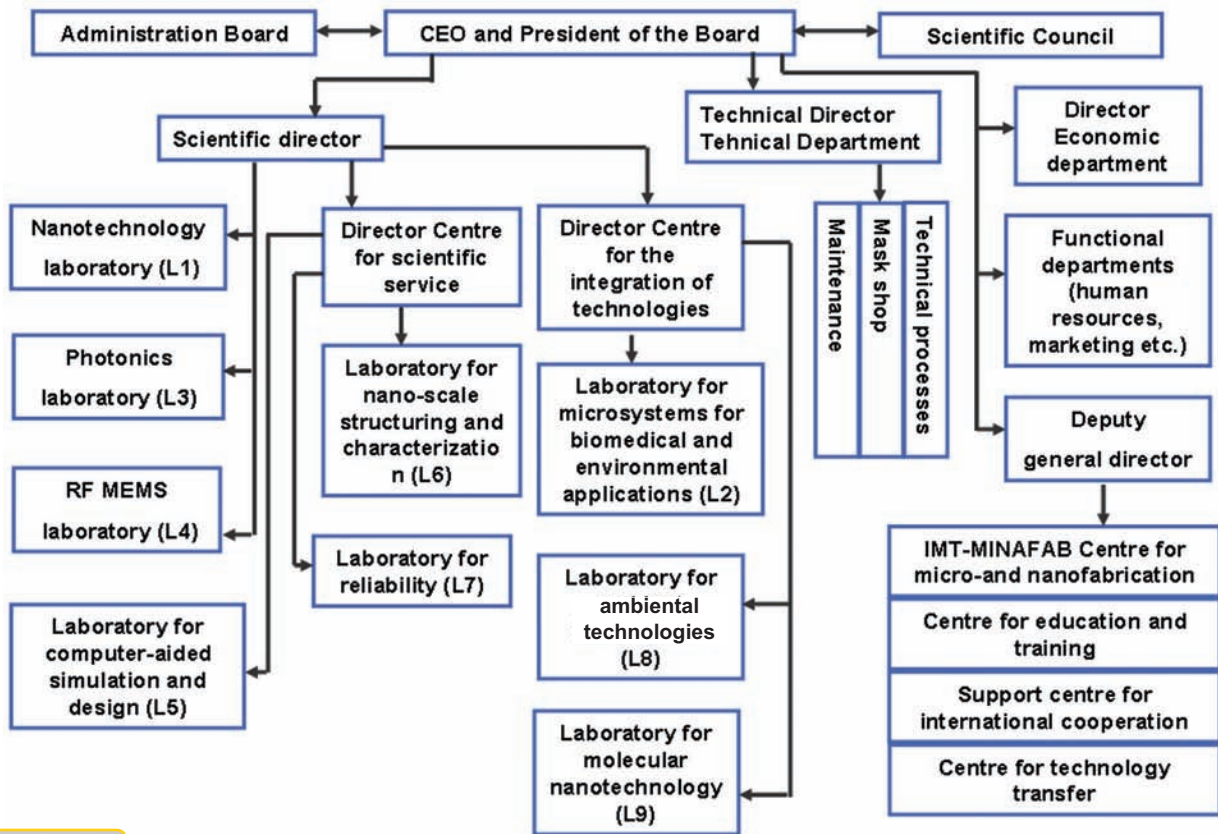 Administration Board
CEO and President of the Board
Scientific Council
Scientific director
Technical Director
Tehnical Department
Director
Economic
department
Nanotechnology
laboratory (L1)
Director Centre
for scientific
service
Director Centre
for the
integration of
technologies
Maintenance
Mask shop
Technical processes
Functional
departments
(human
resources,
marketing etc.)
Photonics
laboratory (L3)
Laboratory for
nano-scale
structuring and
characterizatio
n (L6)
Laboratory for
microsystems for
biomedical and
environmental
applications (L2)
Deputy
general director
RF MEMS
laboratory (L4)
Laboratory for
reliability (L7)
Laboratory for
ambiental
technologies
(L8)
IMT-MINAFAB Centre for
micro-and nanofabrication
Centre for education and
training
Support centre for
international cooperation
Centre for technology
transfer
Laboratory for
computer-aided
simulation and
design (L5)
Laboratory for
molecular
nanotechnology
(L9)